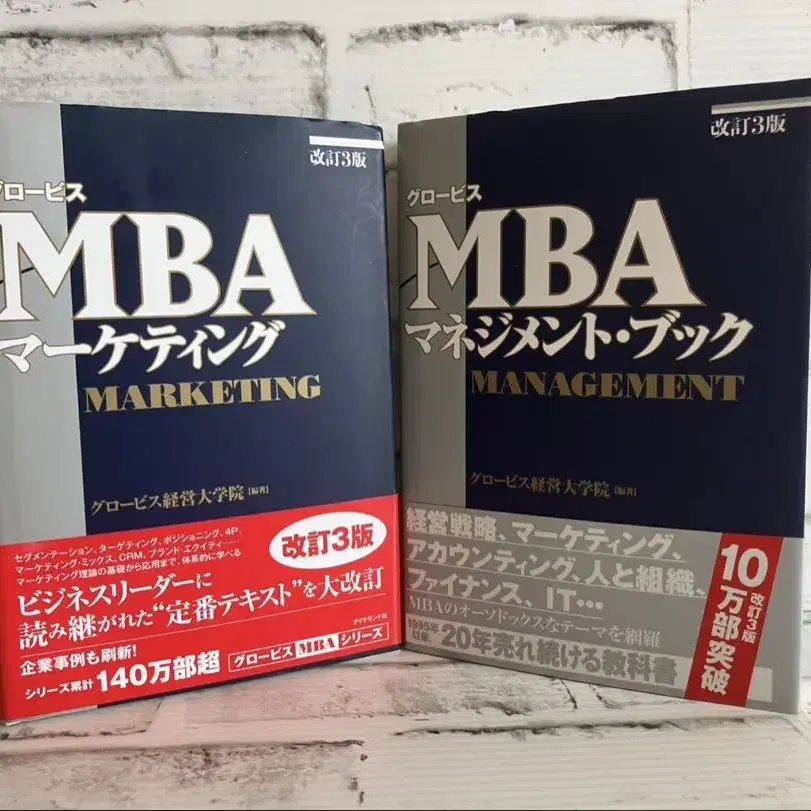 改訂3版
グロービス
MBA
マーケティング
MARKETING
グロービス経営大学院 [編著]
セグメンテーション、ターゲティング、ポジショニング、4P、
マーケティング・ミックス、CRM、ブランド・エクイティ……
マーケティング理論の基礎から応用まで、体系的に学べる
改訂3版
ビジネスリーダーに
読み継がれた“定番テキスト”を大改訂
ダイヤモンド社
企業事例も刷新!
シリーズ累計 140万部超
グロービス MBA シリーズ
改訂3版
グロービス
MBA
マネジメント・ブック
MANAGEMENT
グロービス経営大学院 [編著]
経営戦略、マーケティング、
アカウンティング、人と組織、
ファイナンス、IT…
MBAのオーソドックスなテーマを網羅
1995年
以来、20年売れ続ける教科書
改訂3版
10万部突破